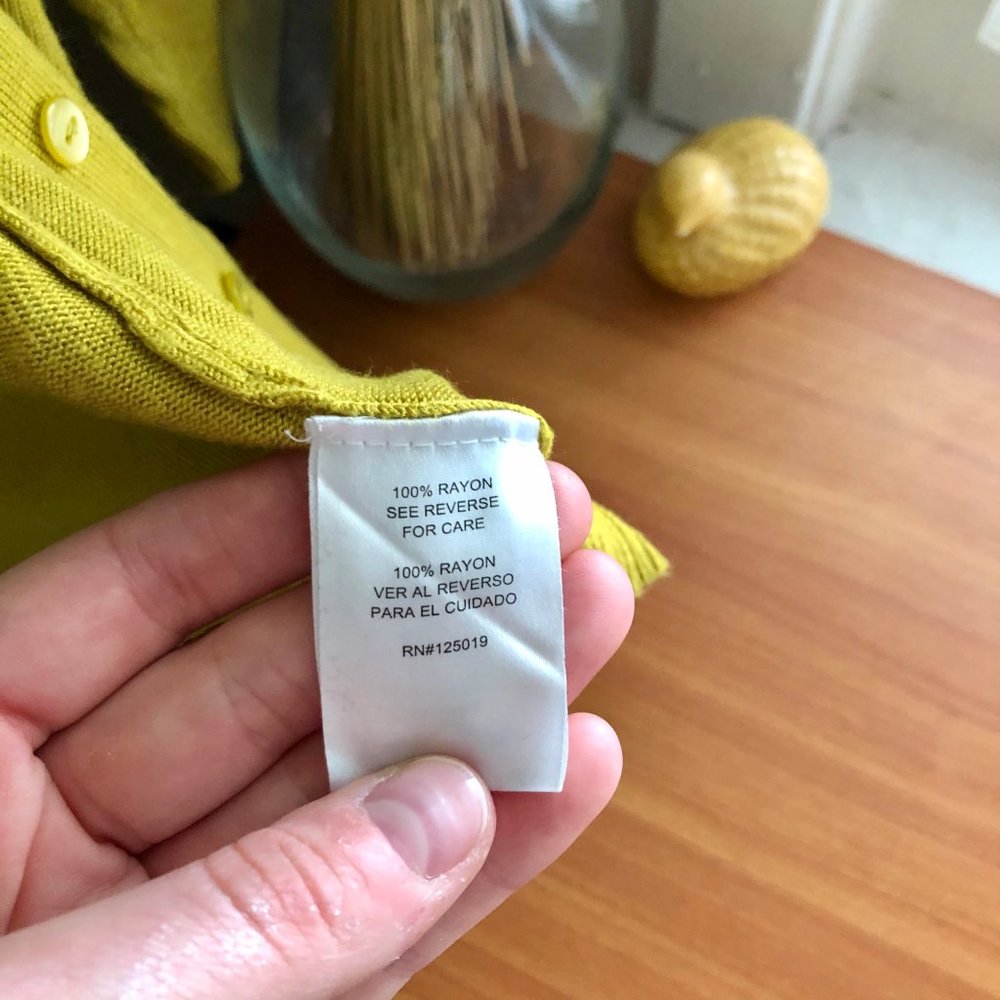 100% RAYON
SEE REVERSE
FOR CARE
100% RAYON
VER AL REVERSO
PARA EL CUIDADO
RN#125019